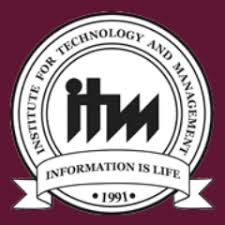 INSTITUTE FOR TECHNOLOGY AND MANAGEMENT
itm
INFORMATION IS LIFE
1991